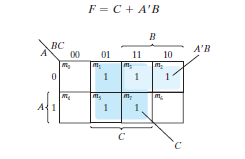 F = C + A'B
B
A BC 00 01 11 10 A'B
m₀ m₁ m₃ m₂
0 1 1 1
m₄ m₅ m₇ m₆
A{ 1 1 1
C
C